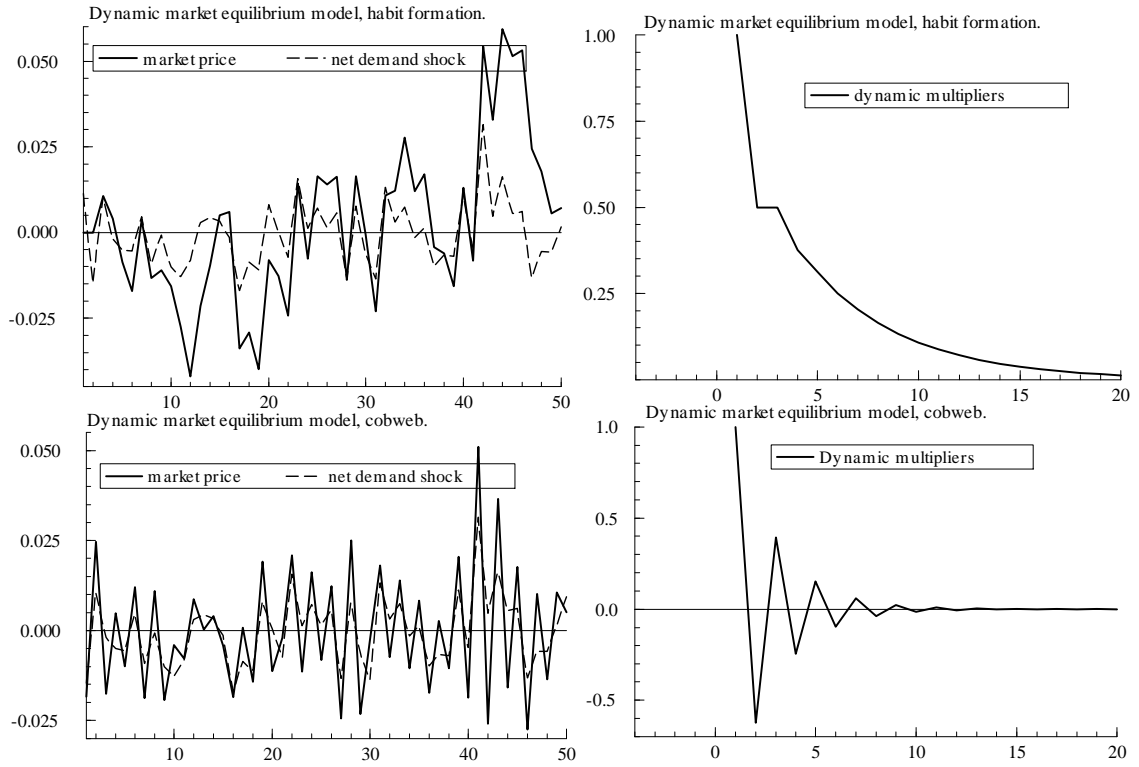 Dynamic market equilibrium model, habit formation.
market price net demand shock
0.050
0.025
0.000
-0.025
10 20 30 40 50
Dynamic market equilibrium model, habit formation.
dynamic multipliers
1.00
0.75
0.50
0.25
0 5 10 15 20
Dynamic market equilibrium model, cobweb.
market price net demand shock
0.050
0.025
0.000
-0.025
10 20 30 40 50
Dynamic market equilibrium model, cobweb.
Dynamic multipliers
1.0
0.5
0.0
-0.5
0 5 10 15 20